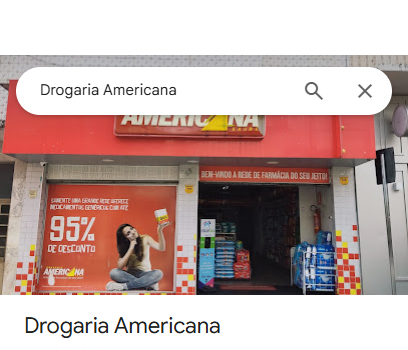 Drogaria Americana
AMERICANA
BEM-VINDO A REDE DE FARMÁCIA DO SEU JEITO!
SOMENTE UMA GRANDE REDE OFERECE
MEDICAMENTOS GENÉRICOS COM ATÉ
95%
DE DESCONTO
AMERICANA
Drogaria Americana